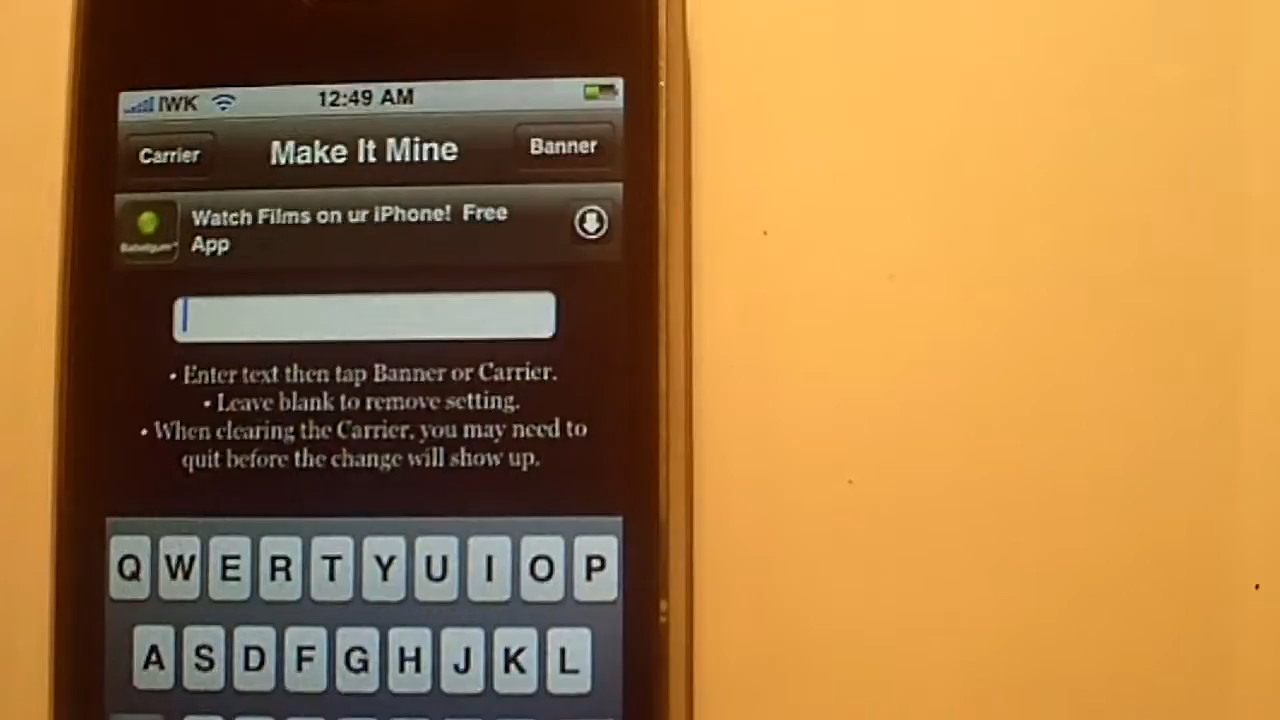 IWK 12:49 AM
Carrier Make It Mine Banner
Watch Films on ur iPhone! Free
App
• Enter text then tap Banner or Carrier.
• Leave blank to remove setting.
• When clearing the Carrier, you may need to
quit before the change will show up.
Q W E R T Y U I O P
A S D F G H J K L